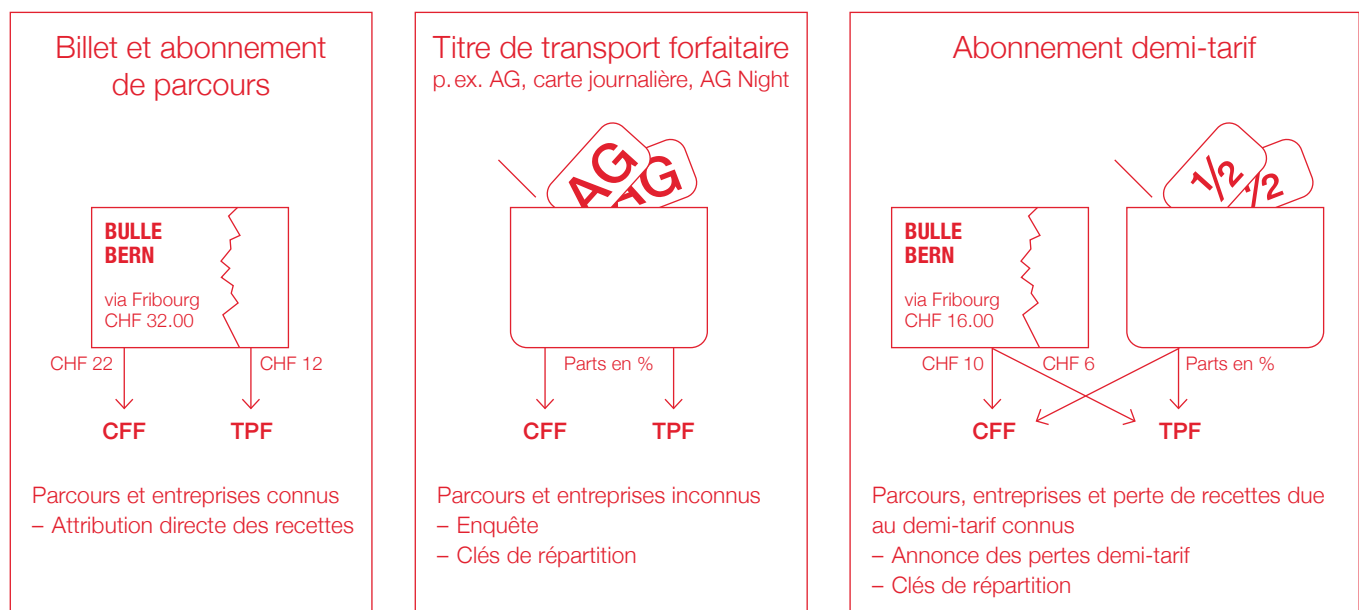 Billet et abonnement
de parcours
BULLE
BERN
via Fribourg
CHF 32.00
CHF 22
CHF 12
CFF
TPF
Parcours et entreprises connus
– Attribution directe des recettes
Titre de transport forfaitaire
p. ex. AG, carte journalière, AG Night
AG
AG
Parts en %
CFF
TPF
Parcours et entreprises inconnus
– Enquête
– Clés de répartition
Abonnement demi-tarif
1/2
1/2
BULLE
BERN
via Fribourg
CHF 16.00
CHF 10
CHF 6
Parts en %
CFF
TPF
Parcours, entreprises et perte de recettes due
au demi-tarif connus
– Annonce des pertes demi-tarif
– Clés de répartition